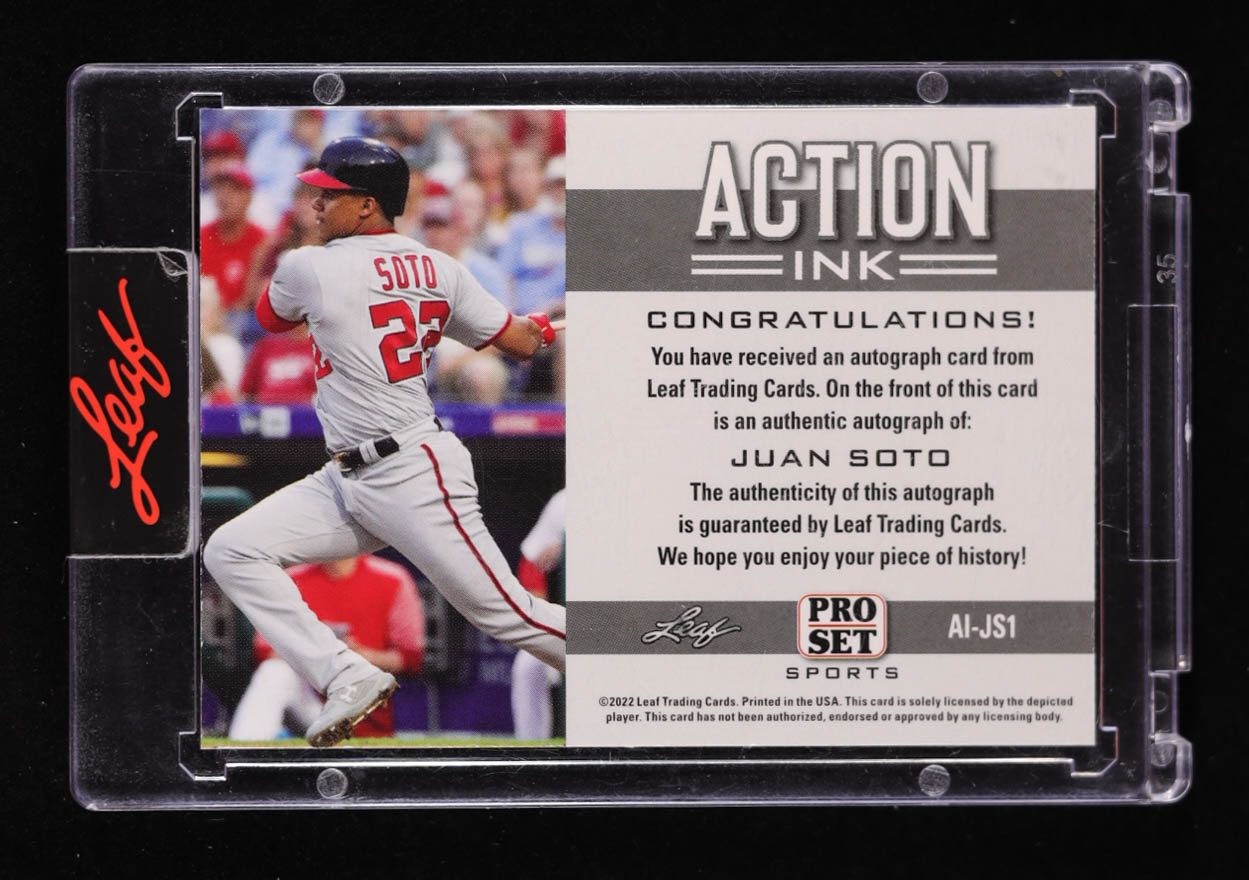 Leaf
SOTO
22
ACTION
INK
CONGRATULATIONS!
You have received an autograph card from
Leaf Trading Cards. On the front of this card
is an authentic autograph of:
JUAN SOTO
The authenticity of this autograph
is guaranteed by Leaf Trading Cards.
We hope you enjoy your piece of history!
Leaf
PRO
SET
SPORTS
AI-JS1
©2022 Leaf Trading Cards. Printed in the USA. This card is solely licensed by the depicted
player. This card has not been authorized, endorsed or approved by any licensing body.
35